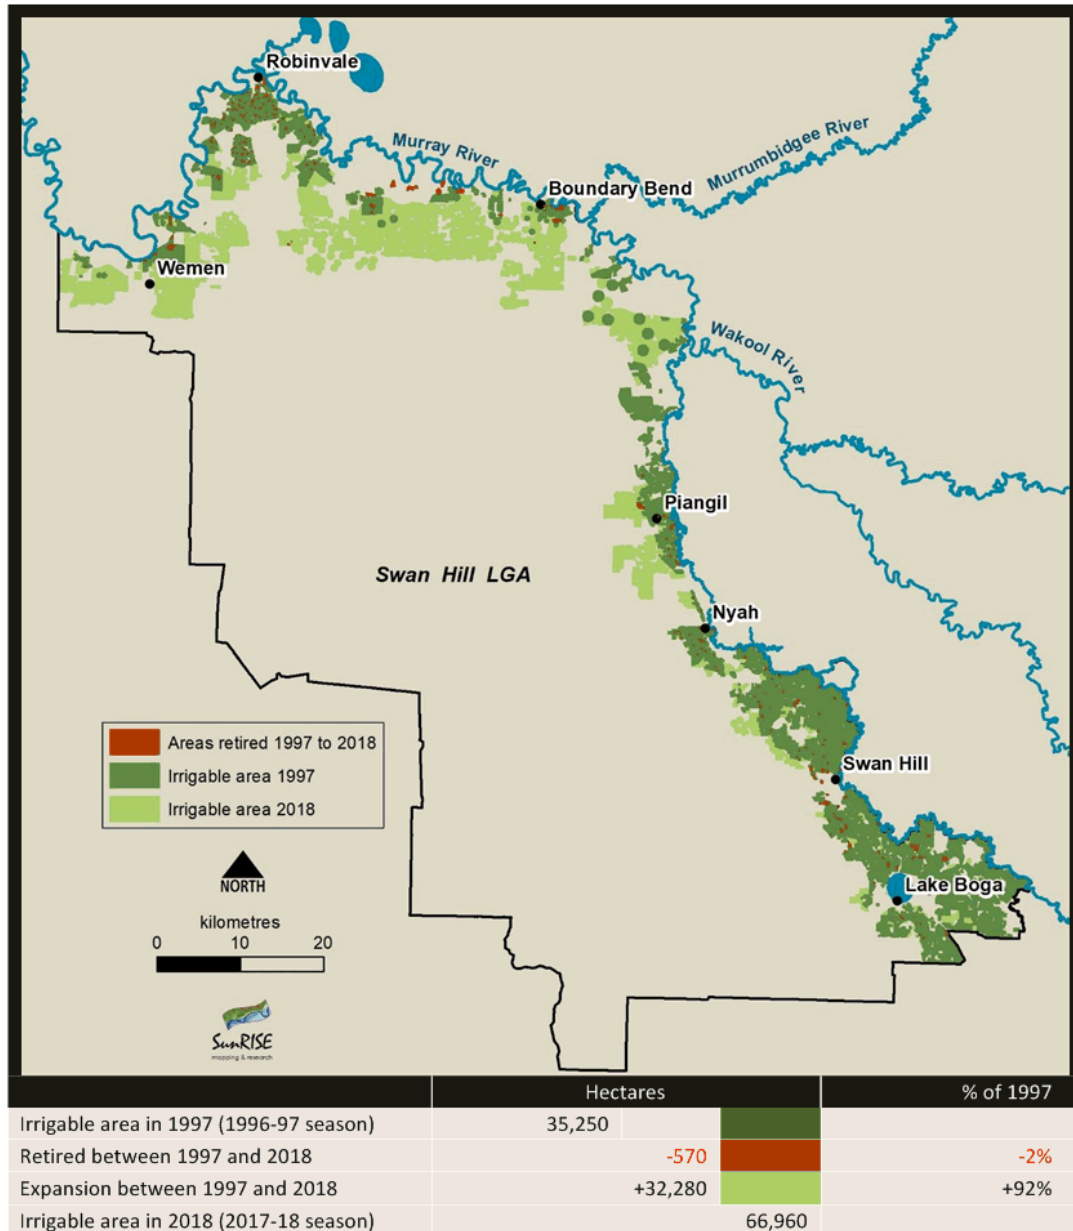 Robinvale
Murray River
Murrumbidgee River
Boundary Bend
Wemen
Wakool River
Piangil
Swan Hill LGA
Nyah
Areas retired 1997 to 2018
Irrigable area 1997
Irrigable area 2018
Swan Hill
NORTH
Lake Boga
kilometres
0 10 20
SunRISE
mapping & research
Hectares % of 1997
Irrigable area in 1997 (1996-97 season) 35,250
Retired between 1997 and 2018 -570 -2%
Expansion between 1997 and 2018 +32,280 +92%
Irrigable area in 2018 (2017-18 season) 66,960